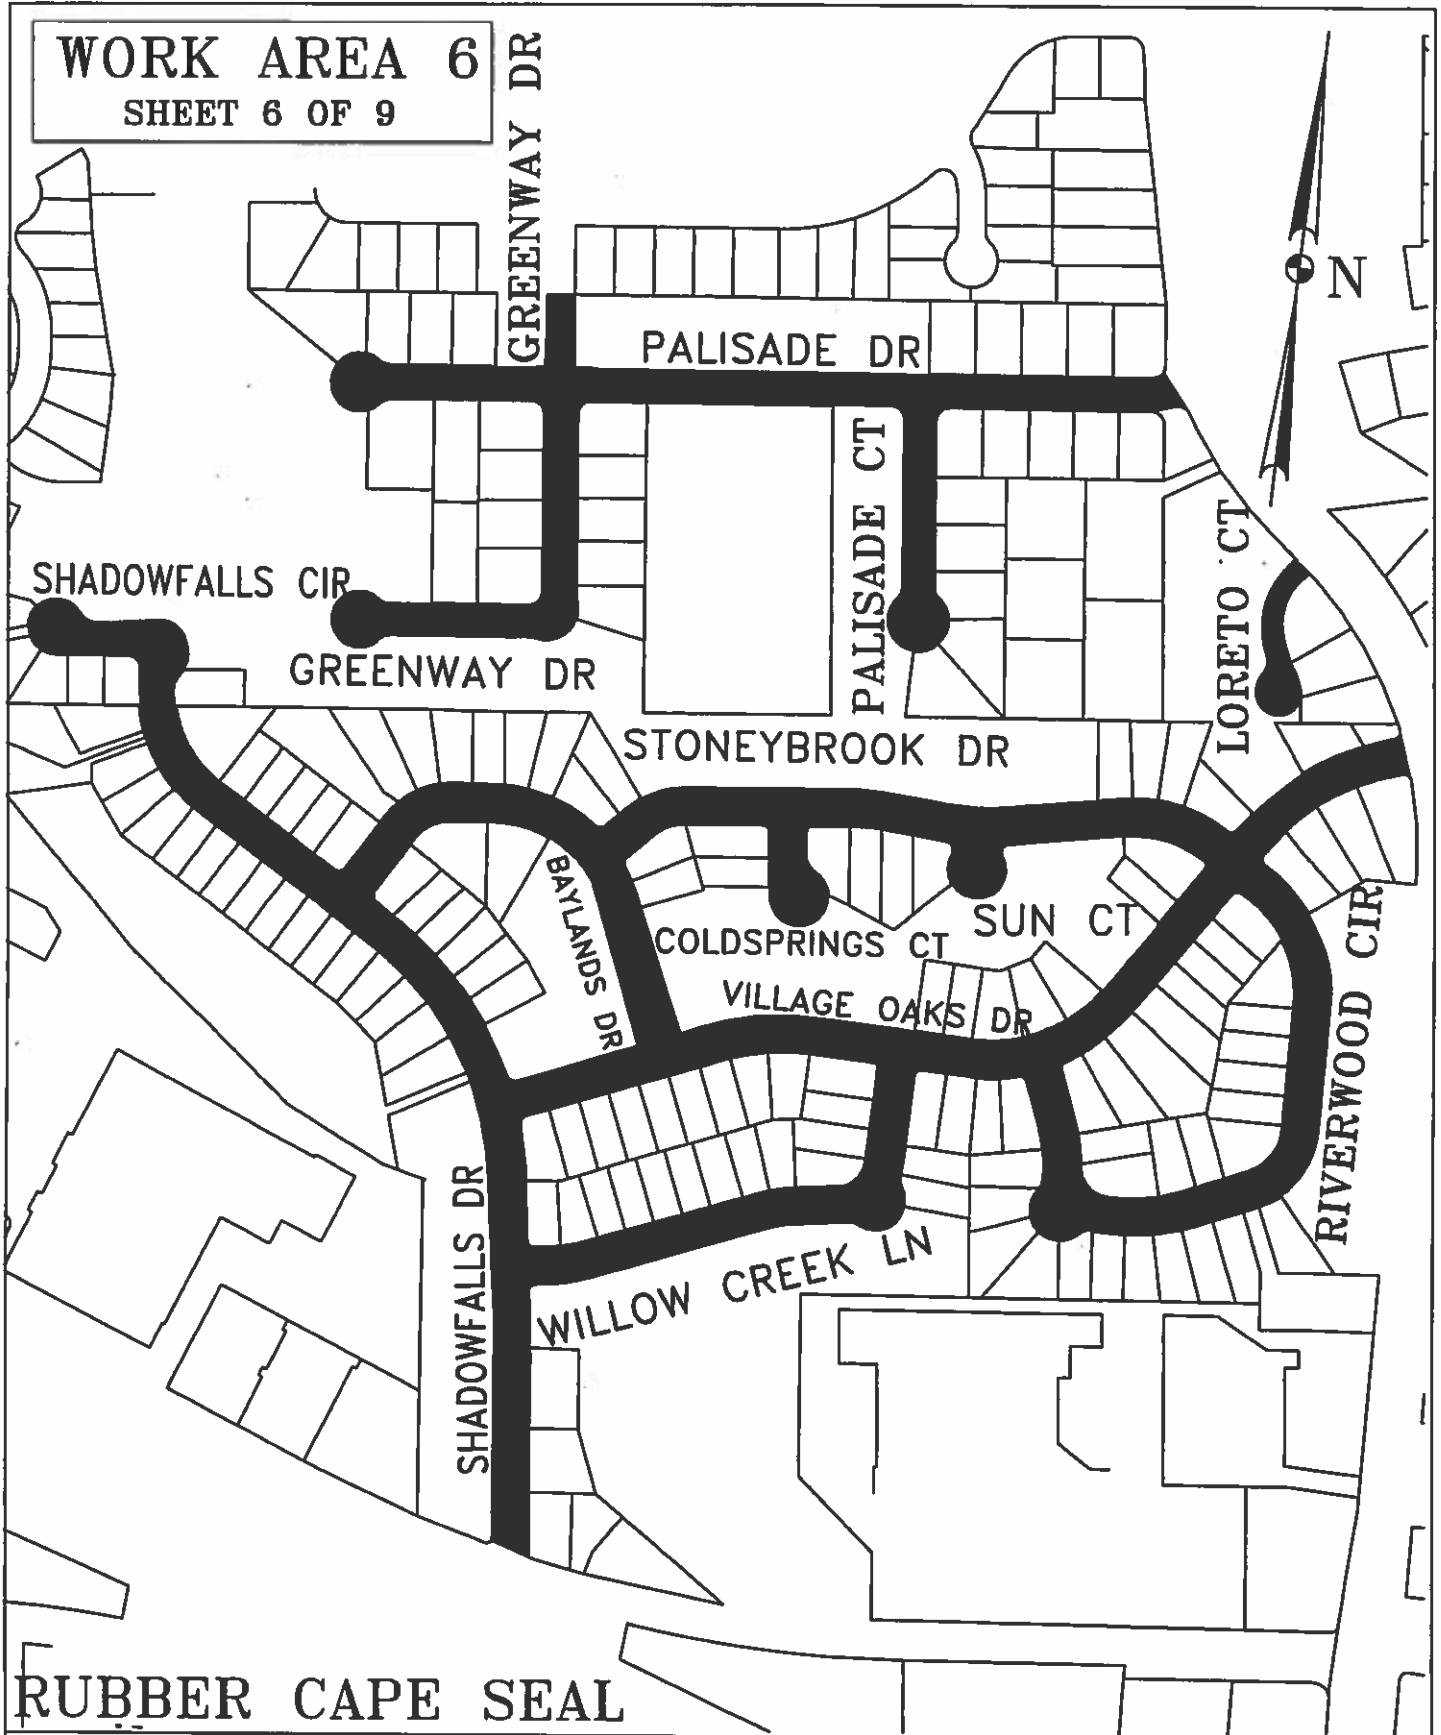 WORK AREA 6
SHEET 6 OF 9
GREENWAY DR
N
PALISADE DR
PALISADE CT
LORETO CT
SHADOWFALLS CIR
GREENWAY DR
STONEYBROOK DR
BAYLANDS DR
COLDSPRINGS CT
SUN CT
VILLAGE OAKS DR
RIVERWOOD CIR
SHADOWFALLS DR
WILLOW CREEK LN
RUBBER CAPE SEAL